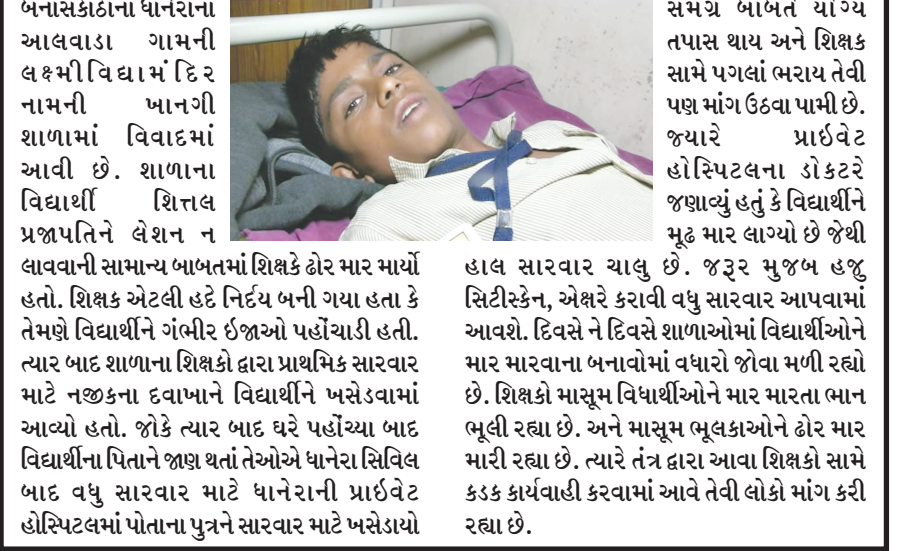 બનાસકાંઠાના ધાનેરાના
આલવાડા ગામની
લક્ષ્મીવિદ્યામંદિર
નામની ખાનગી
શાળામાં વિવાદમાં
આવી છે. શાળાના
વિદ્યાર્થી શિત્તલ
પ્રજાપતિને લેશન ન
લાવવાની સામાન્ય બાબતમાં શિક્ષકે ઢોર માર માર્યો
હતો. શિક્ષક એટલી હદે નિર્દય બની ગયા હતા કે
તેમણે વિદ્યાર્થીને ગંભીર ઇજાઓ પહોંચાડી હતી.
ત્યાર બાદ શાળાના શિક્ષકો દ્વારા પ્રાથમિક સારવાર
માટે નજીકના દવાખાને વિદ્યાર્થીને ખસેડવામાં
આવ્યો હતો. જોકે ત્યાર બાદ ઘરે પહોંચ્યા બાદ
વિદ્યાર્થીના પિતાને જાણ થતાં તેઓએ ધાનેરા સિવિલ
બાદ વધુ સારવાર માટે ધાનેરાની પ્રાઇવેટ
હોસ્પિટલમાં પોતાના પુત્રને સારવાર માટે ખસેડાયો
સમગ્ર બાબતે યોગ્ય
તપાસ થાય અને શિક્ષક
સામે પગલાં ભરાય તેવી
પણ માંગ ઉઠવા પામી છે.
જ્યારે પ્રાઇવેટ
હોસ્પિટલના ડોકટરે
જણાવ્યું હતું કે વિદ્યાર્થીને
મૂઢ માર લાગ્યો છે જેથી
હાલ સારવાર ચાલુ છે. જરૂર મુજબ હજુ
સિટીસ્કેન, એક્ષરે કરાવી વધુ સારવાર આપવામાં
આવશે. દિવસે ને દિવસે શાળાઓમાં વિદ્યાર્થીઓને
માર મારવાના બનાવોમાં વધારો જોવા મળી રહ્યો
છે. શિક્ષકો માસૂમ વિધાર્થીઓને માર મારતા ભાન
ભૂલી રહ્યા છે. અને માસૂમ ભૂલકાઓને ઢોર માર
મારી રહ્યા છે. ત્યારે તંત્ર દ્વારા આવા શિક્ષકો સામે
કડક કાર્યવાહી કરવામાં આવે તેવી લોકો માંગ કરી
રહ્યા છે.